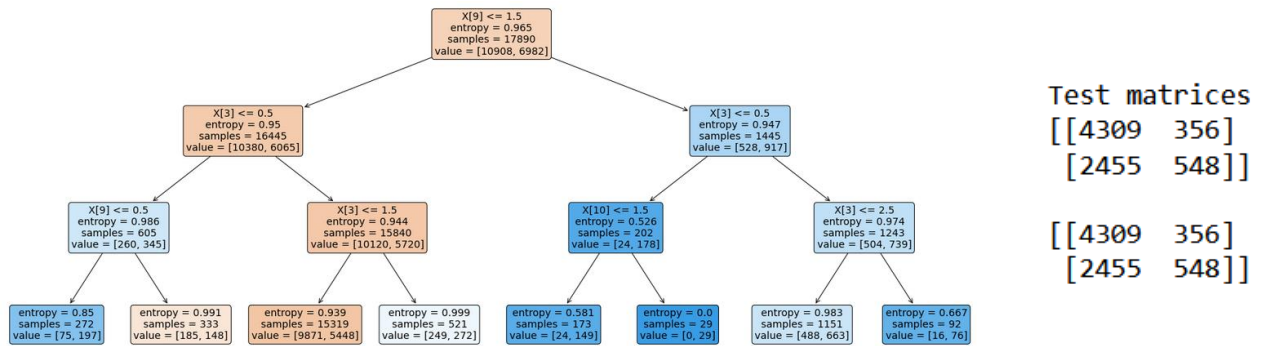 X[9] <= 1.5
entropy = 0.965
samples = 17890
value = [10908, 6982]
X[3] <= 0.5
entropy = 0.95
samples = 16445
value = [10380, 6065]
X[3] <= 0.5
entropy = 0.947
samples = 1445
value = [528, 917]
X[9] <= 0.5
entropy = 0.986
samples = 605
value = [260, 345]
X[3] <= 1.5
entropy = 0.944
samples = 15840
value = [10120, 5720]
X[10] <= 1.5
entropy = 0.526
samples = 202
value = [24, 178]
X[3] <= 2.5
entropy = 0.974
samples = 1243
value = [504, 739]
entropy = 0.85
samples = 272
value = [75, 197]
entropy = 0.991
samples = 333
value = [185, 148]
entropy = 0.939
samples = 15319
value = [9871, 5448]
entropy = 0.999
samples = 521
value = [249, 272]
entropy = 0.581
samples = 173
value = [24, 149]
entropy = 0.0
samples = 29
value = [0, 29]
entropy = 0.983
samples = 1151
value = [488, 663]
entropy = 0.667
samples = 92
value = [16, 76]
Test matrices
[[4309 356]
[2455 548]]
[[4309 356]
[2455 548]]